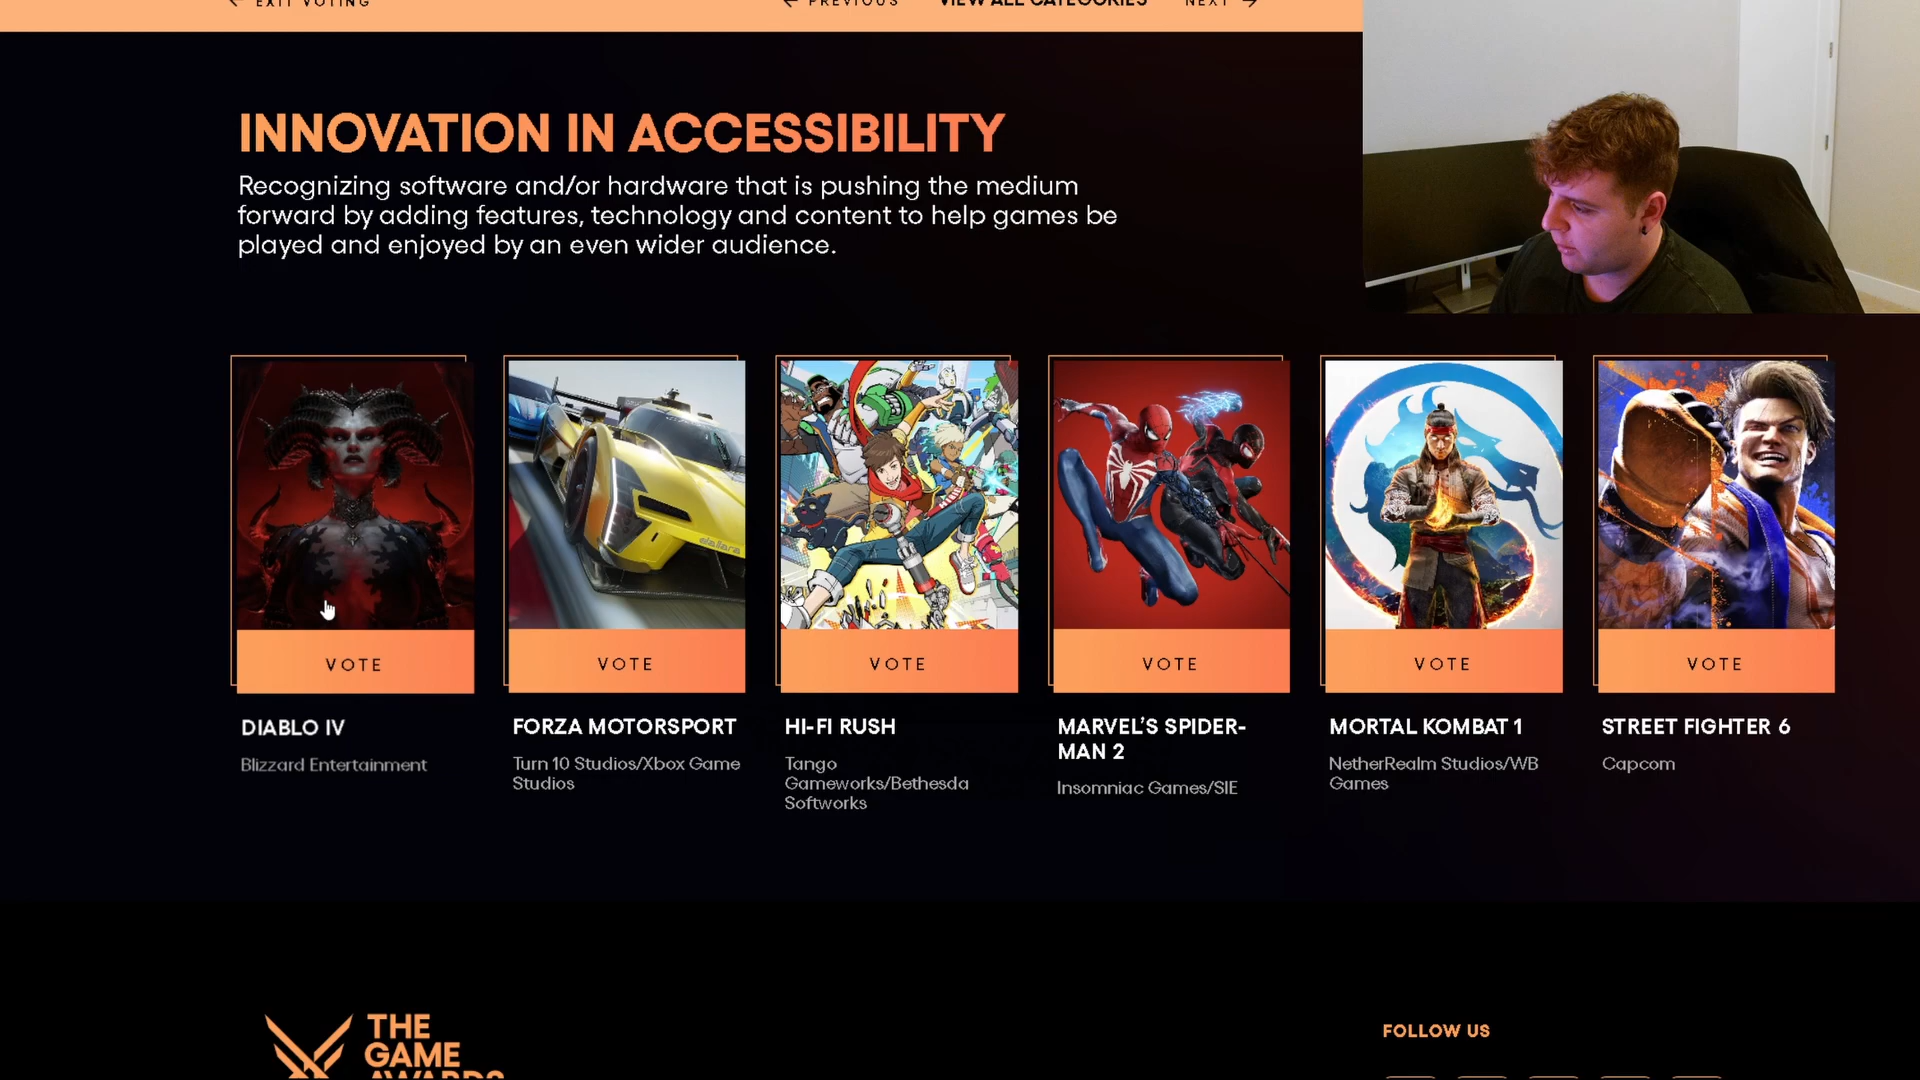 EXIT VOTING
PREVIOUS
VIEW ALL CATEGORIES
NEXT
INNOVATION IN ACCESSIBILITY
Recognizing software and/or hardware that is pushing the medium
forward by adding features, technology and content to help games be
played and enjoyed by an even wider audience.
dallara
VOTE
VOTE
VOTE
VOTE
VOTE
VOTE
DIABLO IV
Blizzard Entertainment
FORZA MOTORSPORT
Turn 10 Studios/Xbox Game
Studios
HI-FI RUSH
Tango
Gameworks/Bethesda
Softworks
MARVEL’S SPIDER-
MAN 2
Insomniac Games/SIE
MORTAL KOMBAT 1
NetherRealm Studios/WB
Games
STREET FIGHTER 6
Capcom
THE
GAME
AWARDS
FOLLOW US